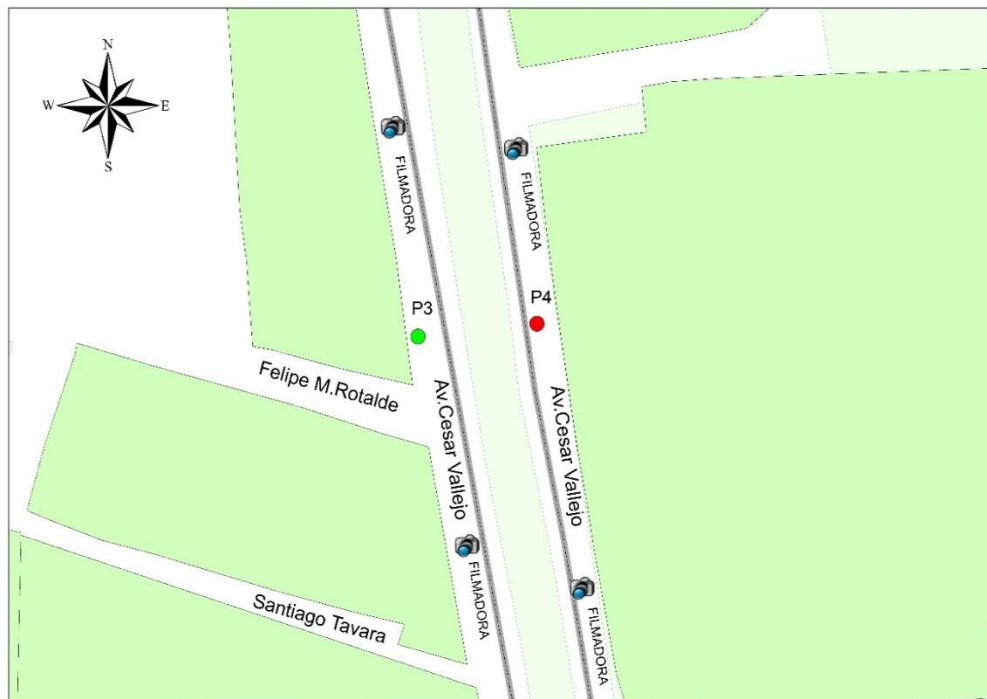 N
W
E
S
FILMADORA
FILMADORA
P3
P4
Felipe M.Rotalde
Av.Cesar Vallejo
Av.Cesar Vallejo
FILMADORA
FILMADORA
Santiago Tavara